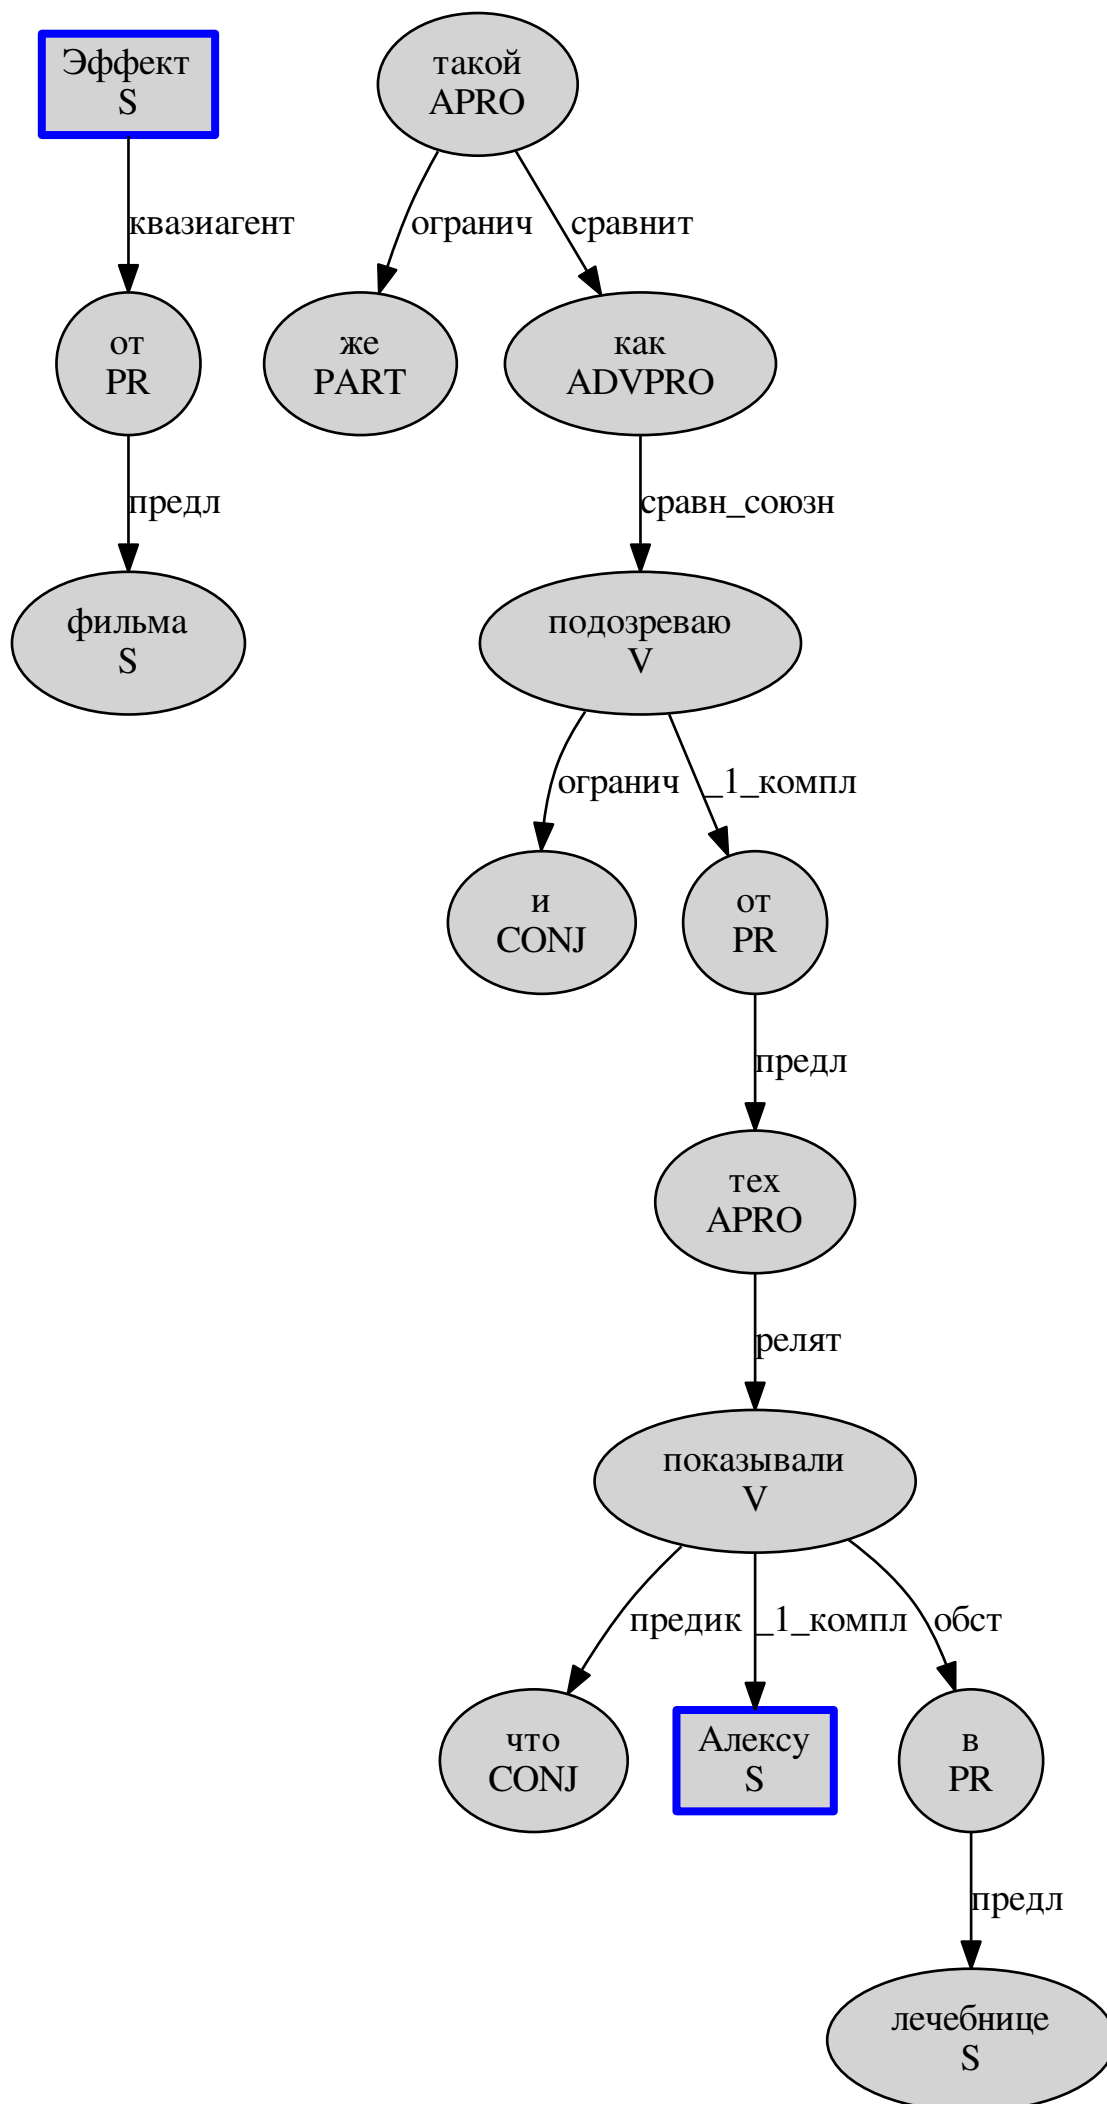 Эффект
S
такой
APRO
квазиагент
огранич
сравнит
от
PR
же
PART
как
ADVPRO
предл
сравн_союзн
фильма
S
подозреваю
V
огранич
_1_компл
и
CONJ
от
PR
предл
тех
APRO
релят
показывали
V
предик
_1_компл
обст
что
CONJ
Алексу
S
в
PR
предл
лечебнице
S